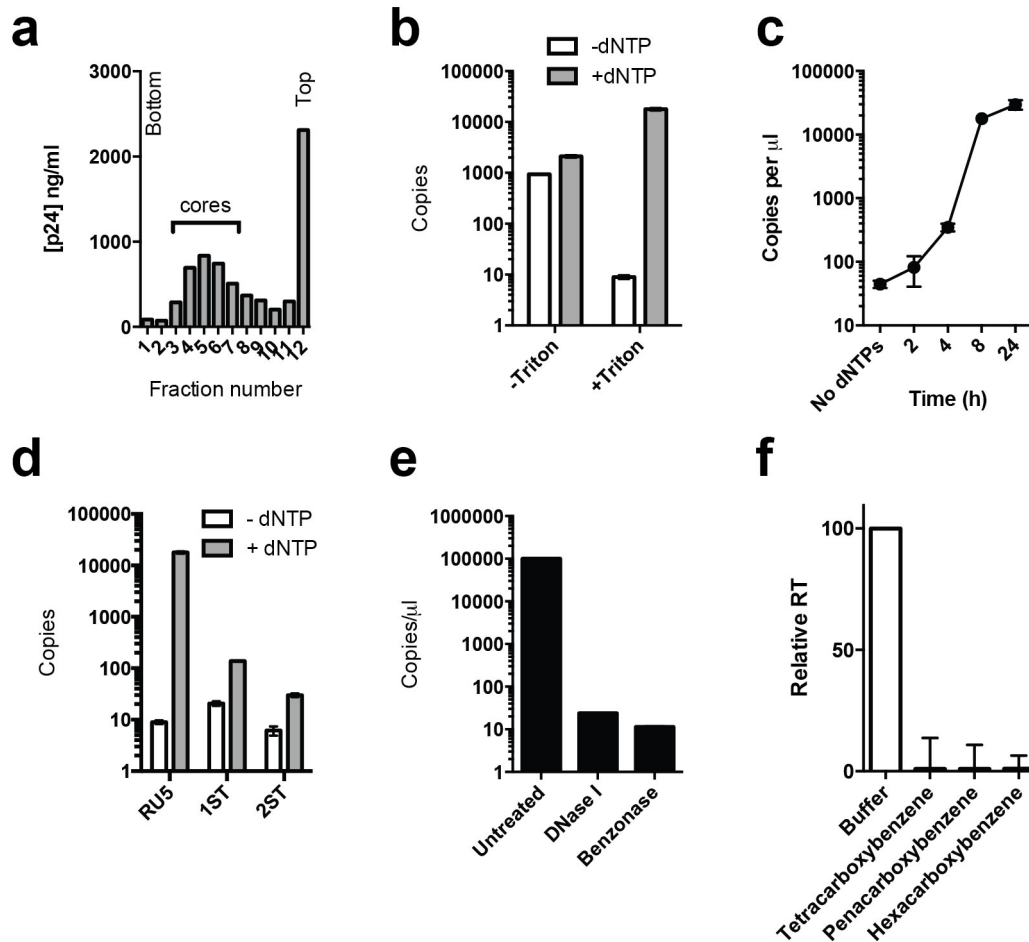 a
3000
2000
1000
0
[p24] ng/ml
Bottom
Top
cores
1
2
3
4
5
6
7
8
9
10
11
12
Fraction number
b
-dNTP
+dNTP
100000
10000
1000
100
10
1
Copies
-Triton
+Triton
c
100000
10000
1000
100
10
Copies per µl
No dNTPs
2
4
8
24
Time (h)
d
- dNTP
+ dNTP
100000
10000
1000
100
10
1
Copies
RU5
1ST
2ST
e
1000000
100000
10000
1000
100
10
1
Copies/µl
Untreated
DNase I
Benzonase
f
100
50
0
Relative RT
Buffer
Tetracarboxybenzene
Penacarboxybenzene
Hexacarboxybenzene